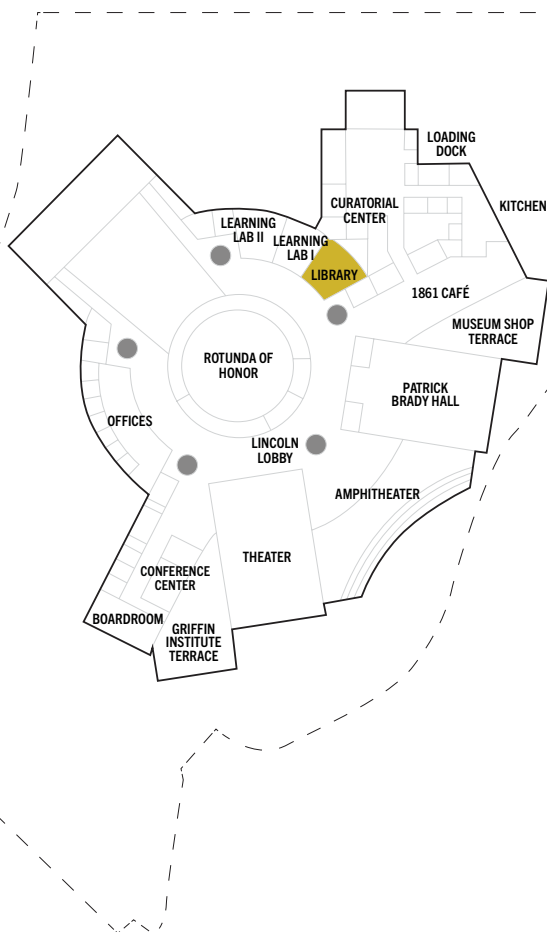 LOADING
DOCK
CURATORIAL
CENTER
KITCHEN
LEARNING
LAB II
LEARNING
LAB I
LIBRARY
1861 CAFÉ
MUSEUM SHOP
TERRACE
ROTUNDA OF
HONOR
PATRICK
BRADY HALL
OFFICES
LINCOLN
LOBBY
AMPHITHEATER
THEATER
CONFERENCE
CENTER
BOARDROOM
GRIFFIN
INSTITUTE
TERRACE